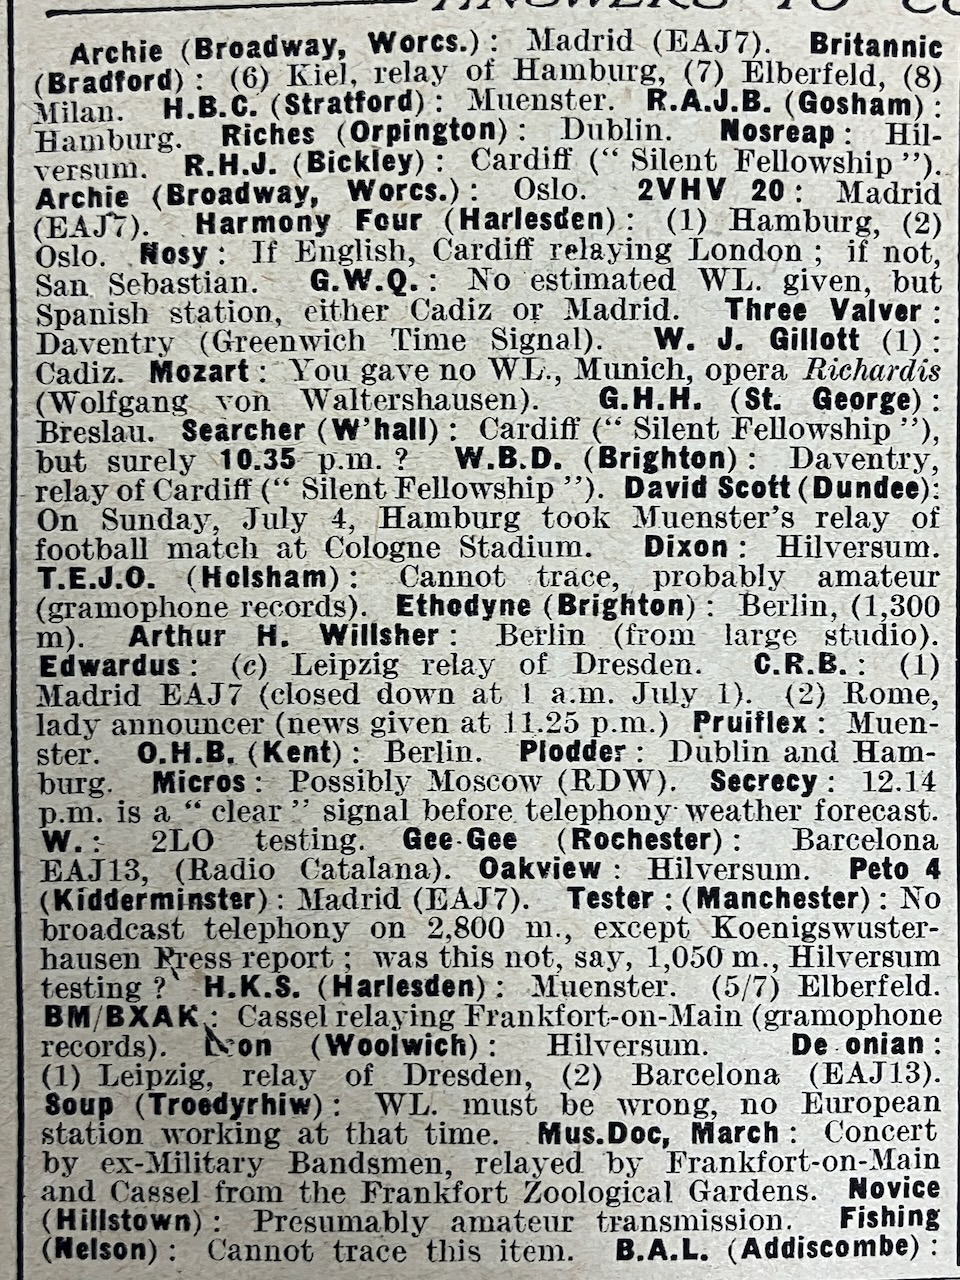 ANSWERS TO
Archie (Broadway, Worcs.): Madrid (EAJ7). Britannic
(Bradford): (6) Kiel, relay of Hamburg, (7) Elberfeld, (8)
Milan. H.B.C. (Stratford): Muenster. R.A.J.B. (Gosham):
Hamburg. Riches (Orpington): Dublin. Nosreap: Hil-
versum. R.H.J. (Bickley): Cardiff (“ Silent Fellowship ”).
Archie (Broadway, Worcs.): Oslo. 2VHV 20: Madrid
(EAJ7). Harmony Four (Harlesden): (1) Hamburg, (2)
Oslo. Nosy: If English, Cardiff relaying London; if not,
San Sebastian. G.W.Q.: No estimated WL. given, but
Spanish station, either Cadiz or Madrid. Three Valver:
Daventry (Greenwich Time Signal). W. J. Gillott (1):
Cadiz. Mozart: You gave no WL., Munich, opera Richardis
(Wolfgang von Waltershausen). G.H.H. (St. George):
Breslau. Searcher (W'hall): Cardiff (“ Silent Fellowship ”),
but surely 10.35 p.m.? W.B.D. (Brighton): Daventry,
relay of Cardiff (“ Silent Fellowship ”). David Scott (Dundee):
On Sunday, July 4, Hamburg took Muenster's relay of
football match at Cologne Stadium. Dixon: Hilversum.
T.E.J.O. (Holsham): Cannot trace, probably amateur
(gramophone records). Ethodyne (Brighton): Berlin, (1,300
m). Arthur H. Willsher: Berlin (from large studio).
Edwardus: (c) Leipzig relay of Dresden. C.R.B.: (1)
Madrid EAJ7 (closed down at 1 a.m. July 1). (2) Rome,
lady announcer (news given at 11.25 p.m.) Pruiflex: Muen-
ster. O.H.B. (Kent): Berlin. Plodder: Dublin and Ham-
burg. Micros: Possibly Moscow (RDW). Secrecy: 12.14
p.m. is a “ clear ” signal before telephony weather forecast.
W.: 2LO testing. Gee-Gee (Rochester): Barcelona
EAJ13, (Radio Catalana). Oakview: Hilversum. Peto 4
(Kidderminster): Madrid (EAJ7). Tester: (Manchester): No
broadcast telephony on 2,800 m., except Koenigswuster-
hausen Press report; was this not, say, 1,050 m., Hilversum
testing? H.K.S. (Harlesden): Muenster. (5/7) Elberfeld.
BM/BXAK: Cassel relaying Frankfort-on-Main (gramophone
records). (Woolwich): Hilversum. De onian:
(1) Leipzig, relay of Dresden, (2) Barcelona (EAJ13).
Soup (Troedyrhiw): WL. must be wrong, no European
station working at that time. Mus.Doc, March: Concert
by ex-Military Bandsmen, relayed by Frankfort-on-Main
and Cassel from the Frankfort Zoological Gardens. Novice
(Hillstown): Presumably amateur transmission. Fishing
(Nelson): Cannot trace this item. B.A.L. (Addiscombe):